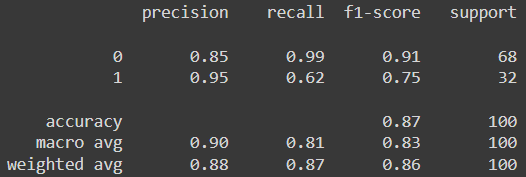 precision recall f1-score support
0 0.85 0.99 0.91 68
1 0.95 0.62 0.75 32
accuracy 0.87 100
macro avg 0.90 0.81 0.83 100
weighted avg 0.88 0.87 0.86 100